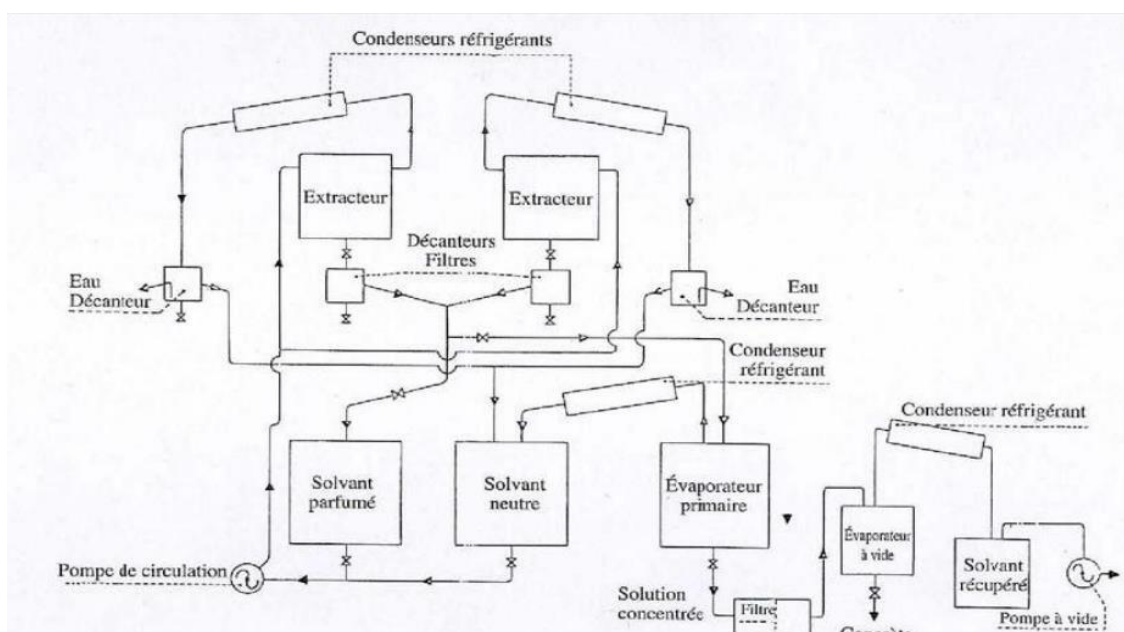 Condenseurs réfrigérants
Extracteur
Extracteur
Décanteurs
Filtres
Eau
Décanteur
Eau
Décanteur
Condenseur
réfrigérant
Condenseur réfrigérant
Solvant
parfumé
Solvant
neutre
Évaporateur
primaire
Évaporateur
à vide
Solvant
récupéré
Pompe de circulation
Solution
concentrée
Filtre
Pompe à vide